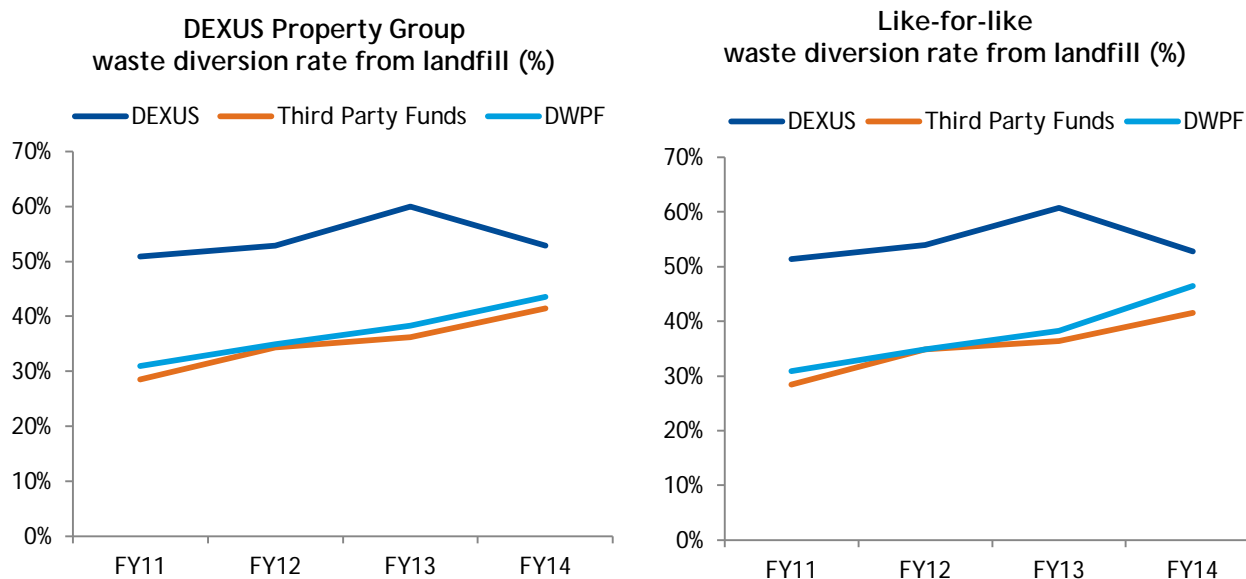 DEXUS Property Group
waste diversion rate from landfill (%)
DEXUS Third Party Funds DWPF
70%
60%
50%
40%
30%
20%
10%
0%
FY11 FY12 FY13 FY14
Like-for-like
waste diversion rate from landfill (%)
DEXUS Third Party Funds DWPF
70%
60%
50%
40%
30%
20%
10%
0%
FY11 FY12 FY13 FY14